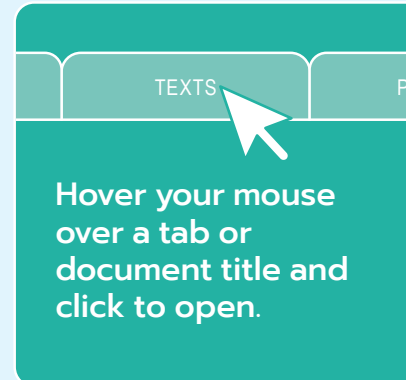 TEXTS
P
Hover your mouse
over a tab or
document title and
click to open.